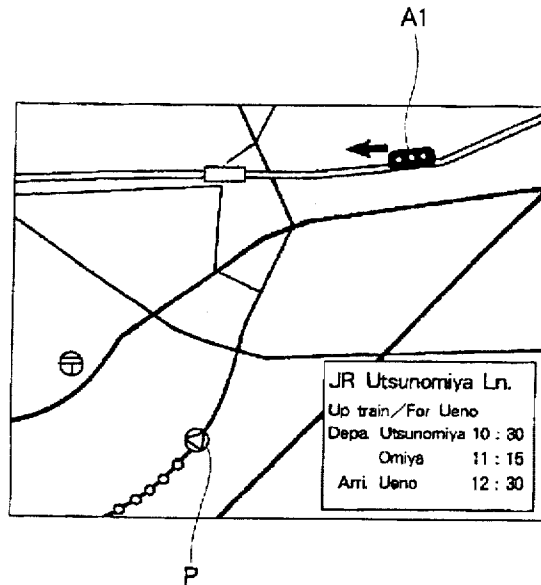 A1
JR Utsunomiya Ln.
Up train/For Ueno
Depa. Utsunomiya 10 : 30
Omiya 11 : 15
Arri. Ueno 12 : 30
P